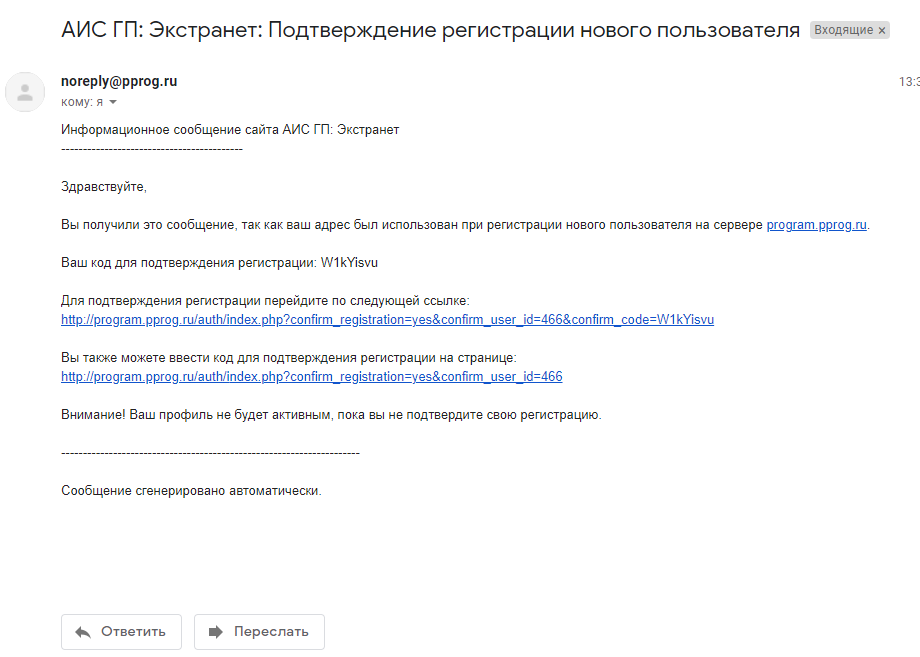 АИС ГП: Экстранет: Подтверждение регистрации нового пользователя Входящие ×
noreply@pprog.ru
13:3
кому: я
Информационное сообщение сайта АИС ГП: Экстранет
------------------------------------------
Здравствуйте,
Вы получили это сообщение, так как ваш адрес был использован при регистрации нового пользователя на сервере program.pprog.ru.
Ваш код для подтверждения регистрации: W1kYisvu
Для подтверждения регистрации перейдите по следующей ссылке:
http://program.pprog.ru/auth/index.php?confirm_registration=yes&confirm_user_id=466&confirm_code=W1kYisvu
Вы также можете ввести код для подтверждения регистрации на странице:
http://program.pprog.ru/auth/index.php?confirm_registration=yes&confirm_user_id=466
Внимание! Ваш профиль не будет активным, пока вы не подтвердите свою регистрацию.
---------------------------------------------------------------------
Сообщение сгенерировано автоматически.
Ответить
Переслать